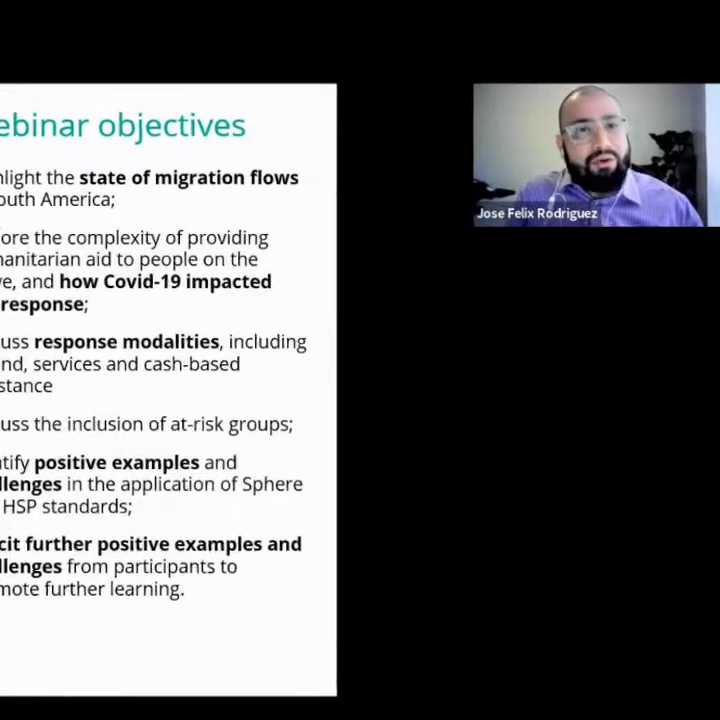 ebinar objectives
nlight the state of migration flows
outh America;
ore the complexity of providing
manitarian aid to people on the
e, and how Covid-19 impacted
response;
uss response modalities, including
nd, services and cash-based
stance
uss the inclusion of at-risk groups;
tify positive examples and
llenges in the application of Sphere
HSP standards;
cit further positive examples and
llenges from participants to
mote further learning.
Jose Felix Rodriguez